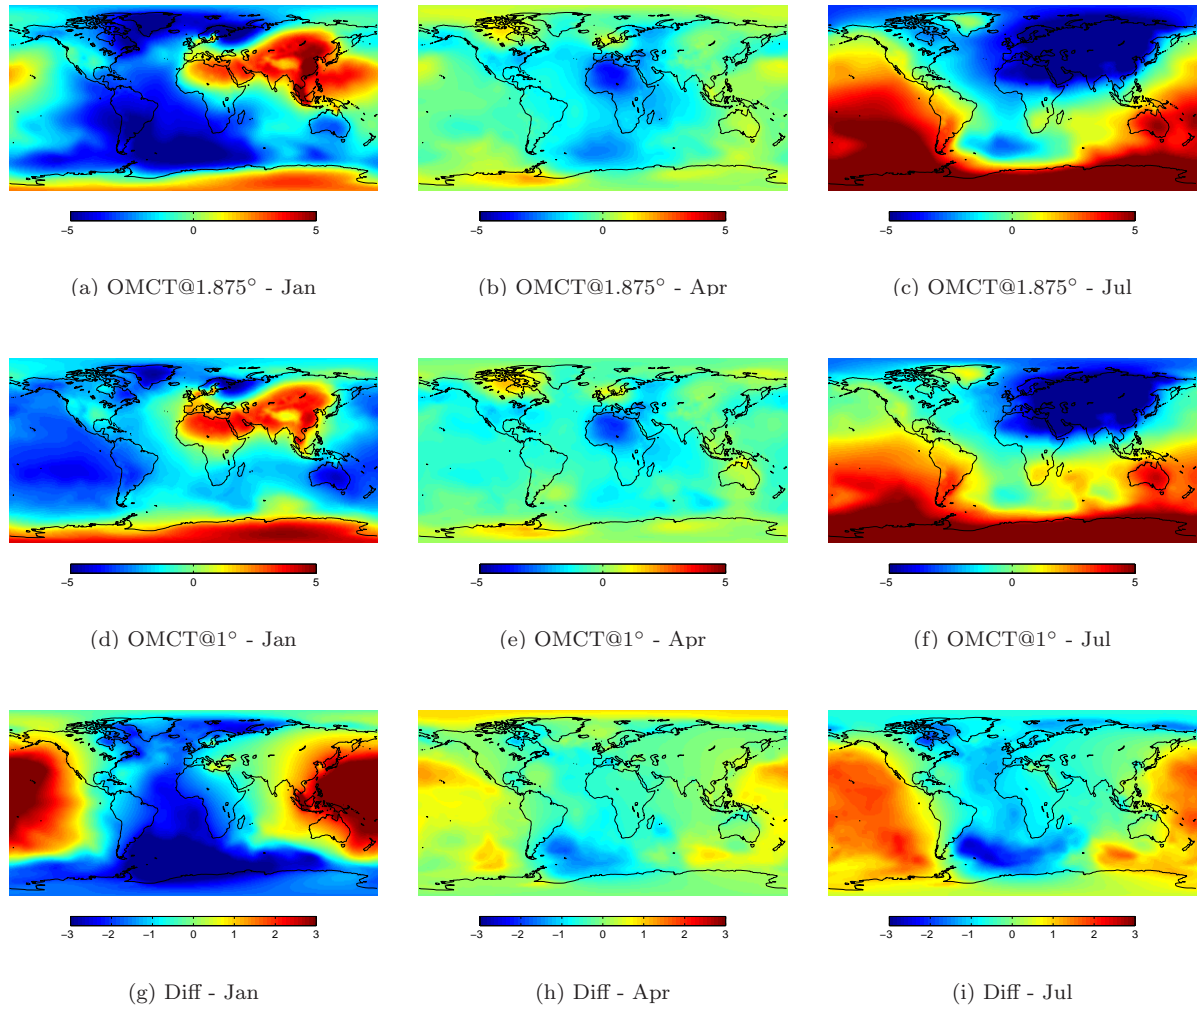 −5 0 5 −5 0 5 −5 0 5
(a) OMCT@1.875° - Jan (b) OMCT@1.875° - Apr (c) OMCT@1.875° - Jul
−5 0 5 −5 0 5 −5 0 5
(d) OMCT@1° - Jan (e) OMCT@1° - Apr (f) OMCT@1° - Jul
−3 −2 −1 0 1 2 3 −3 −2 −1 0 1 2 3 −3 −2 −1 0 1 2 3
(g) Diff - Jan (h) Diff - Apr (i) Diff - Jul